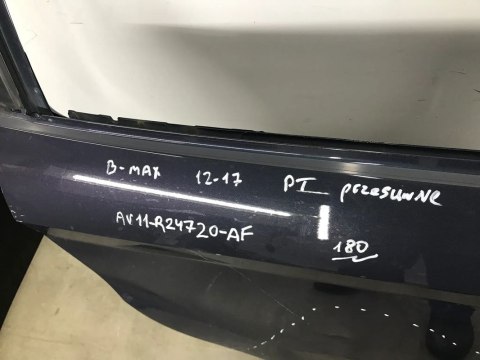 B-MAX 12-17 PT PRZESUWNE
AV11-R24720-AF
180